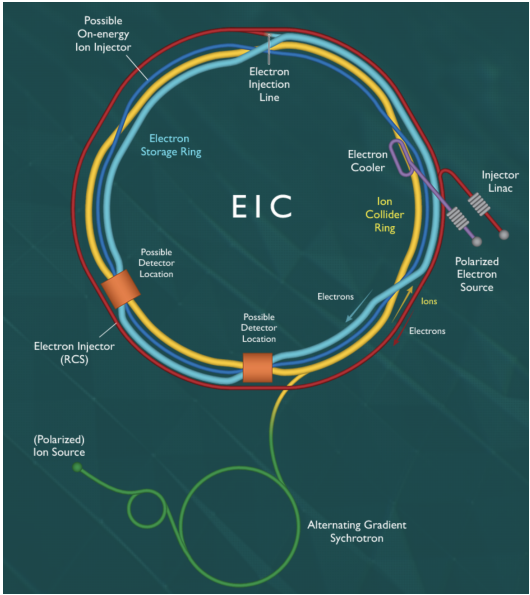 Possible
On-energy
Ion Injector
Electron
Injection
Line
Electron
Storage Ring
Electron
Cooler
Injector
Linac
EIC
Ion
Collider
Ring
Polarized
Electron
Source
Possible
Detector
Location
Electrons
Ions
Possible
Detector
Location
Electrons
Electron Injector
(RCS)
(Polarized)
Ion Source
Alternating Gradient
Sychrotron